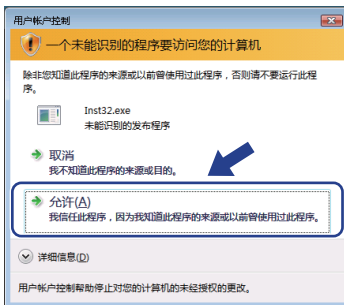 用户帐户控制
一个未能识别的程序要访问您的计算机
除非您知道此程序的来源或以前曾使用过此程序，否则请不要运行此程
序。
Inst32.exe
未能识别的发布程序
取消
我不知道此程序的来源或目的。
允许(A)
我信任此程序，因为我知道此程序的来源或以前曾使用过此程序。
详细信息(D)
用户帐户控制帮助停止对您的计算机的未经授权的更改。